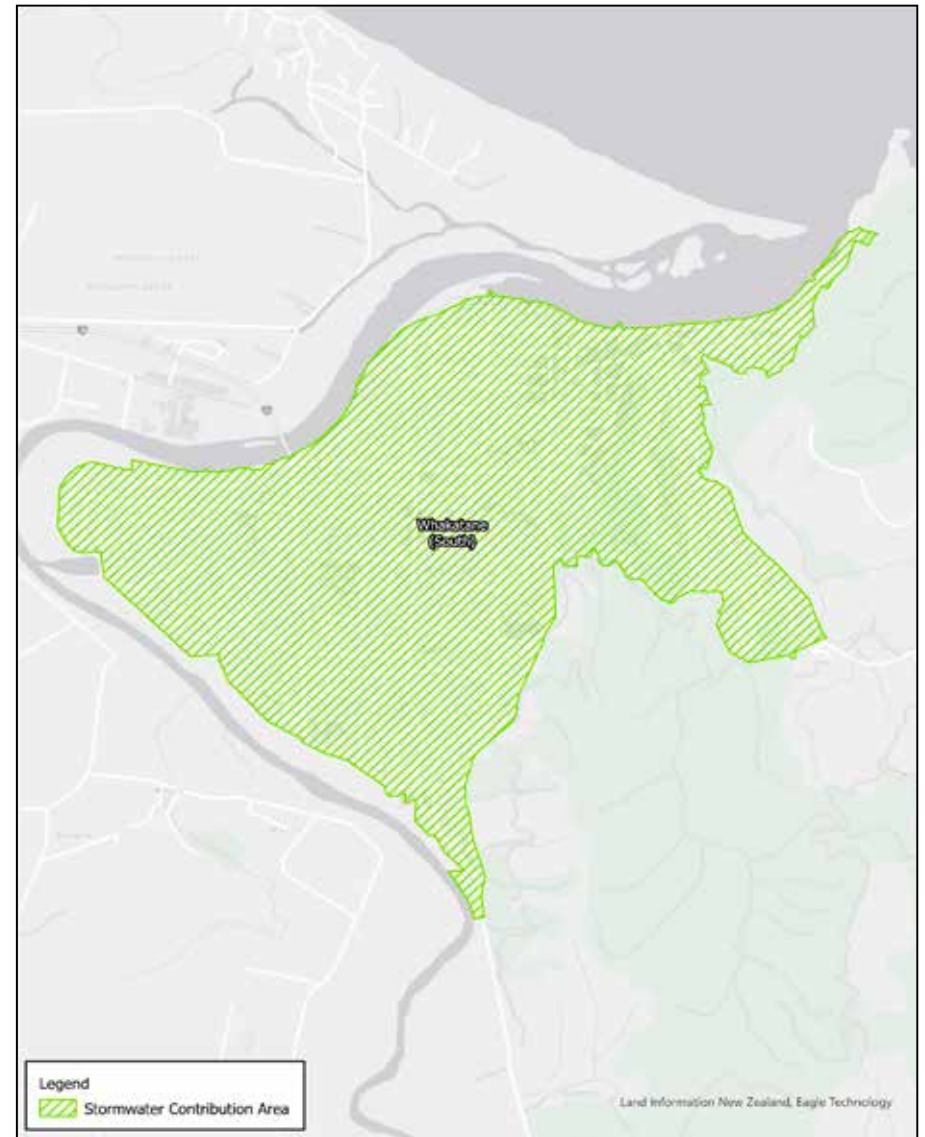 Whakatane
(South)
Legend
Stormwater Contribution Area
Land Information New Zealand, Eagle Technology